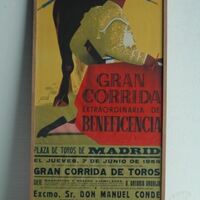 GRAN
CORRIDA
EXTRAORDINARIA DE
BENEFICENCIA
PLAZA DE TOROS DE MADRID
EL JUEVES, 7 DE JUNIO DE
GRAN CORRIDA DE TOROS
Excmo. Sr. DON MANUEL CONDE